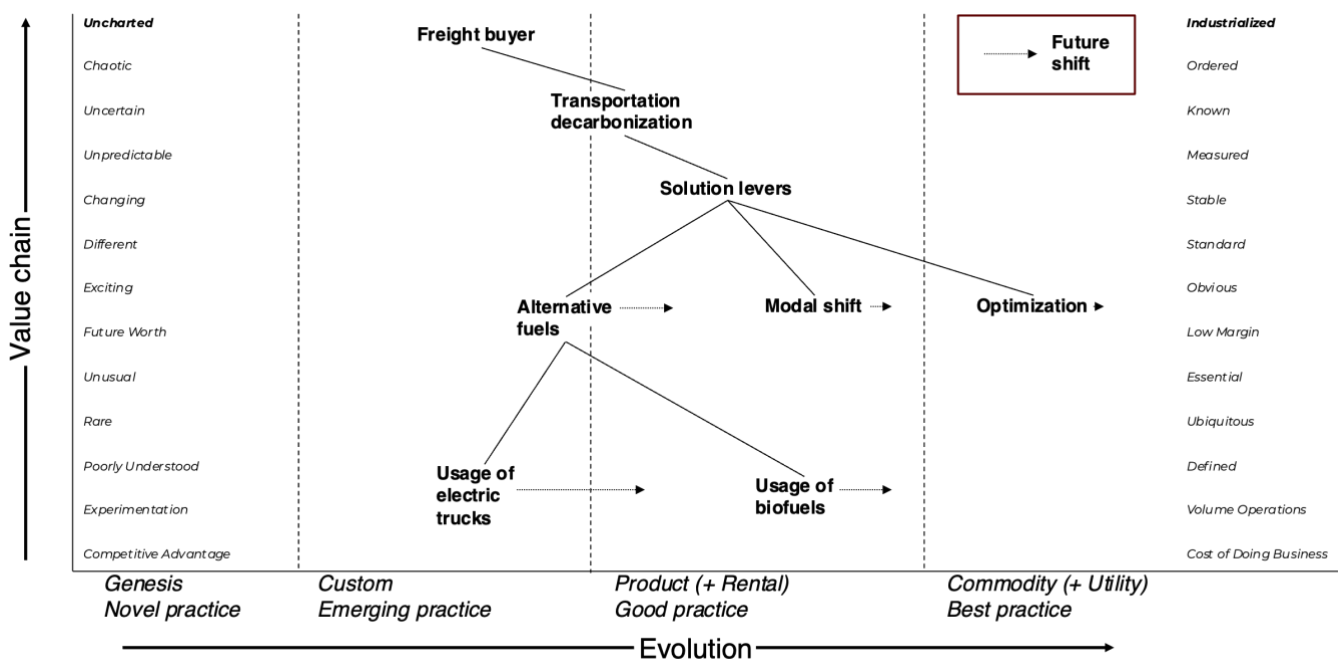 Uncharted
Chaotic
Uncertain
Unpredictable
Changing
Different
Exciting
Future Worth
Unusual
Rare
Poorly Understood
Experimentation
Competitive Advantage
Value chain
Freight buyer
Transportation
decarbonization
Solution levers
Alternative
fuels
Modal shift
Optimization
Usage of
electric
trucks
Usage of
biofuels
Future
shift
Industrialized
Ordered
Known
Measured
Stable
Standard
Obvious
Low Margin
Essential
Ubiquitous
Defined
Volume Operations
Cost of Doing Business
Genesis
Novel practice
Custom
Emerging practice
Product (+ Rental)
Good practice
Commodity (+ Utility)
Best practice
Evolution